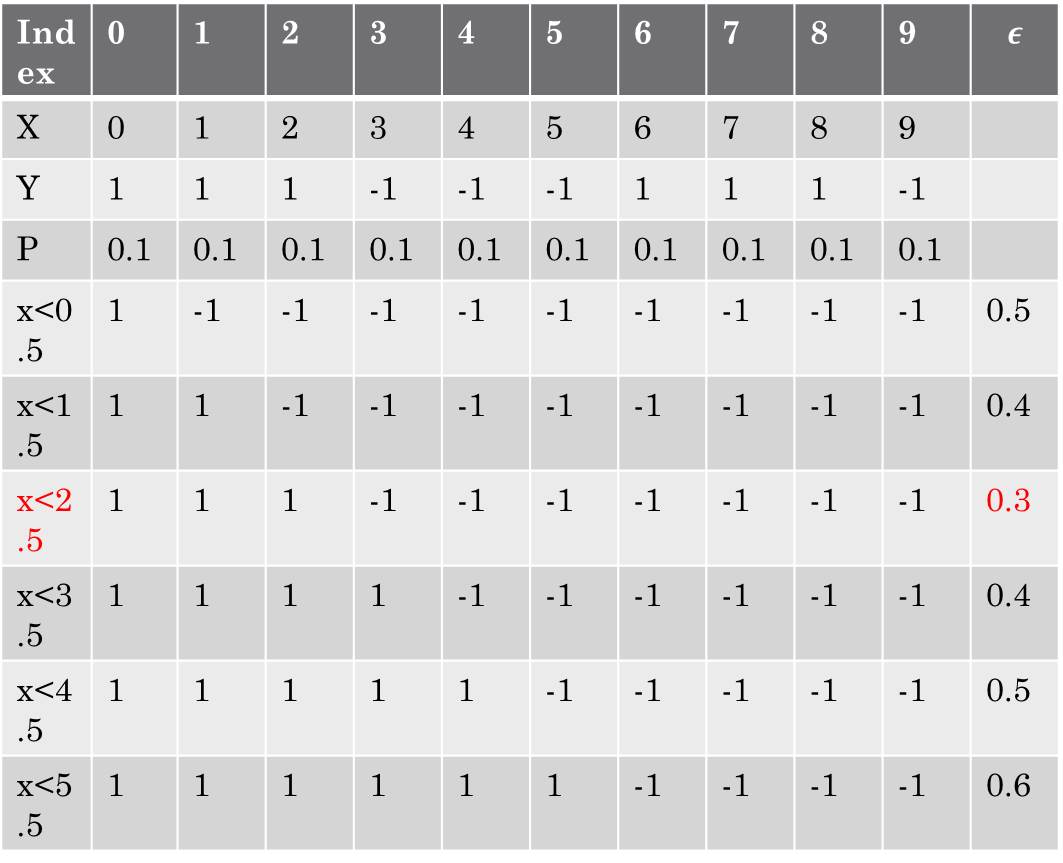 Ind 0 1 2 3 4 5 6 7 8 9 ϵ
ex
X 0 1 2 3 4 5 6 7 8 9
Y 1 1 1 -1 -1 -1 1 1 1 -1
P 0.1 0.1 0.1 0.1 0.1 0.1 0.1 0.1 0.1 0.1
x<0 1 -1 -1 -1 -1 -1 -1 -1 -1 -1 0.5
.5
x<1 1 1 -1 -1 -1 -1 -1 -1 -1 -1 0.4
.5
x<2 1 1 1 -1 -1 -1 -1 -1 -1 -1 0.3
.5
x<3 1 1 1 1 -1 -1 -1 -1 -1 -1 0.4
.5
x<4 1 1 1 1 1 -1 -1 -1 -1 -1 0.5
.5
x<5 1 1 1 1 1 1 -1 -1 -1 -1 0.6
.5